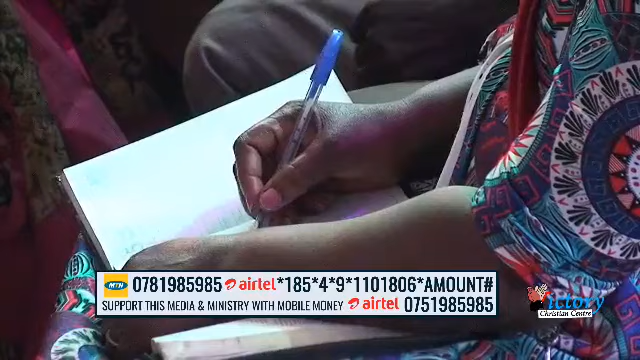 MTN 0781985985 airtel *185*4*9*1101806*AMOUNT#
SUPPORT THIS MEDIA & MINISTRY WITH MOBILE MONEY airtel 0751985985
Victory
Christian Centre